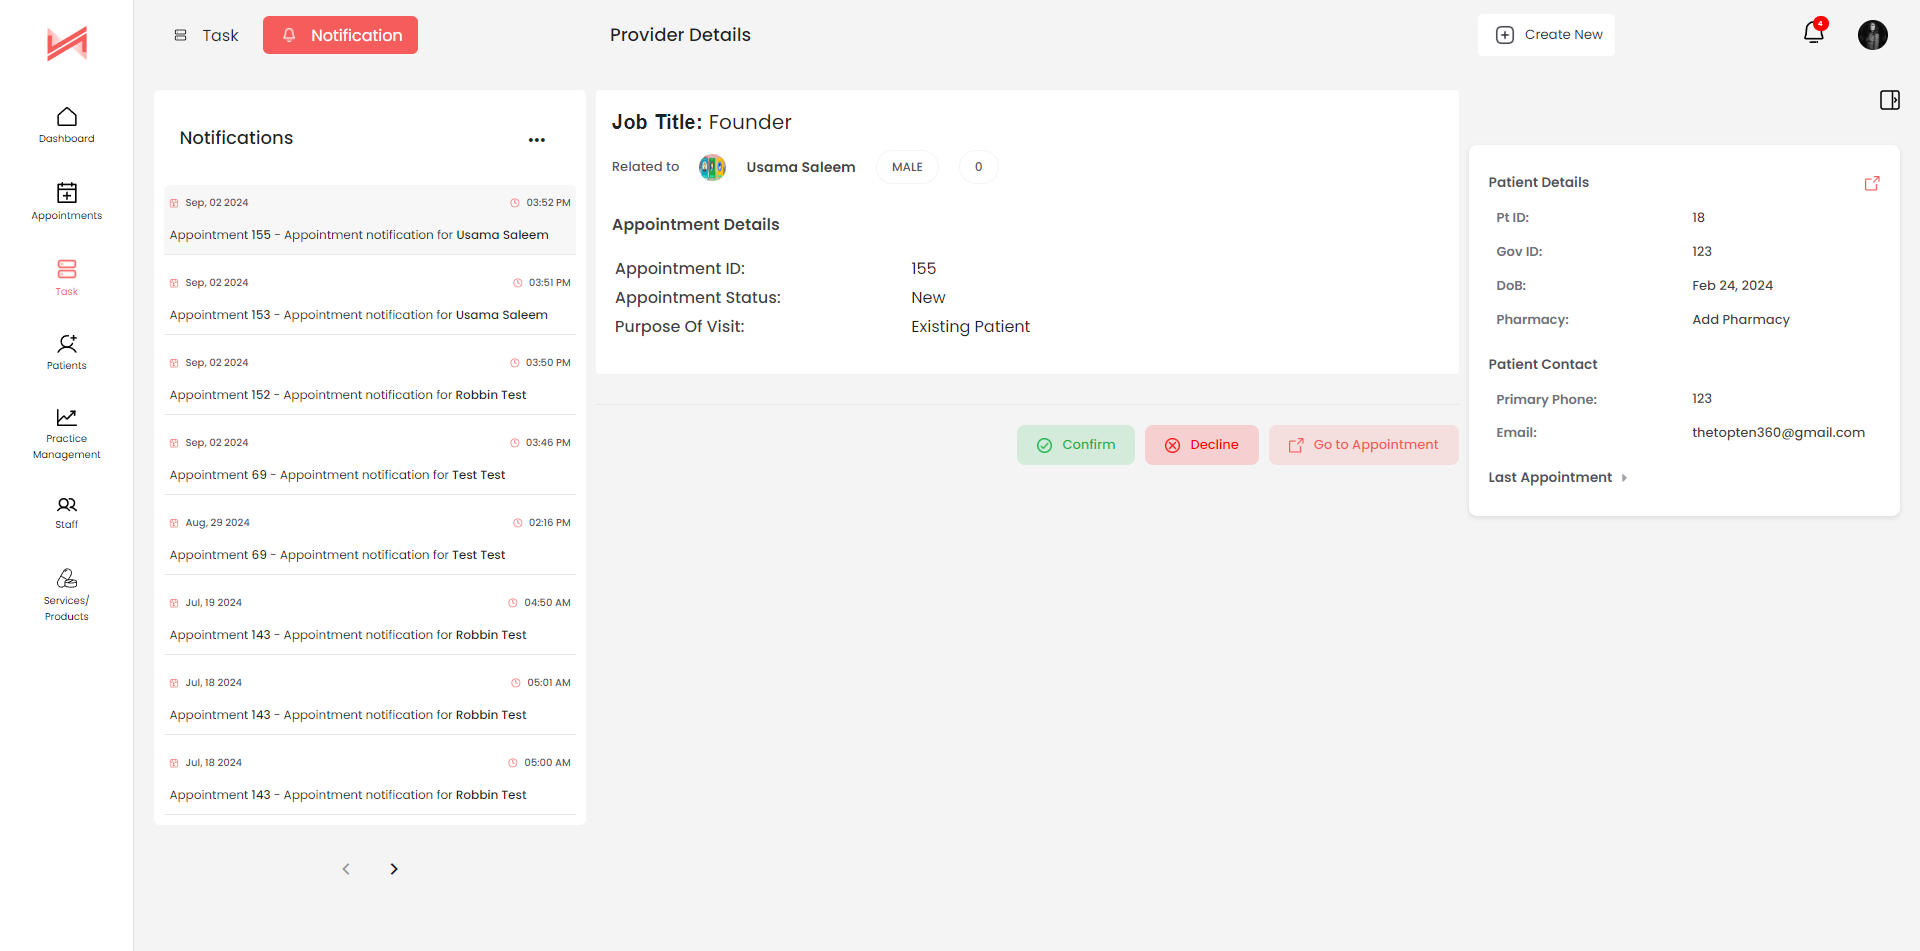 Task
Notification
Provider Details
Create New
4
Dashboard
Appointments
Task
Patients
Practice
Management
Staff
Services/
Products
Notifications
Sep, 02 2024 03:52 PM
Appointment 155 - Appointment notification for Usama Saleem
Sep, 02 2024 03:51 PM
Appointment 153 - Appointment notification for Usama Saleem
Sep, 02 2024 03:50 PM
Appointment 152 - Appointment notification for Robbin Test
Sep, 02 2024 03:46 PM
Appointment 69 - Appointment notification for Test Test
Aug, 29 2024 02:16 PM
Appointment 69 - Appointment notification for Test Test
Jul, 19 2024 04:50 AM
Appointment 143 - Appointment notification for Robbin Test
Jul, 18 2024 05:01 AM
Appointment 143 - Appointment notification for Robbin Test
Jul, 18 2024 05:00 AM
Appointment 143 - Appointment notification for Robbin Test
Job Title: Founder
Related to Usama Saleem MALE 0
Appointment Details
Appointment ID: 155
Appointment Status: New
Purpose Of Visit: Existing Patient
Confirm
Decline
Go to Appointment
Patient Details
Pt ID: 18
Gov ID: 123
DoB: Feb 24, 2024
Pharmacy: Add Pharmacy
Patient Contact
Primary Phone: 123
Email: thetopten360@gmail.com
Last Appointment